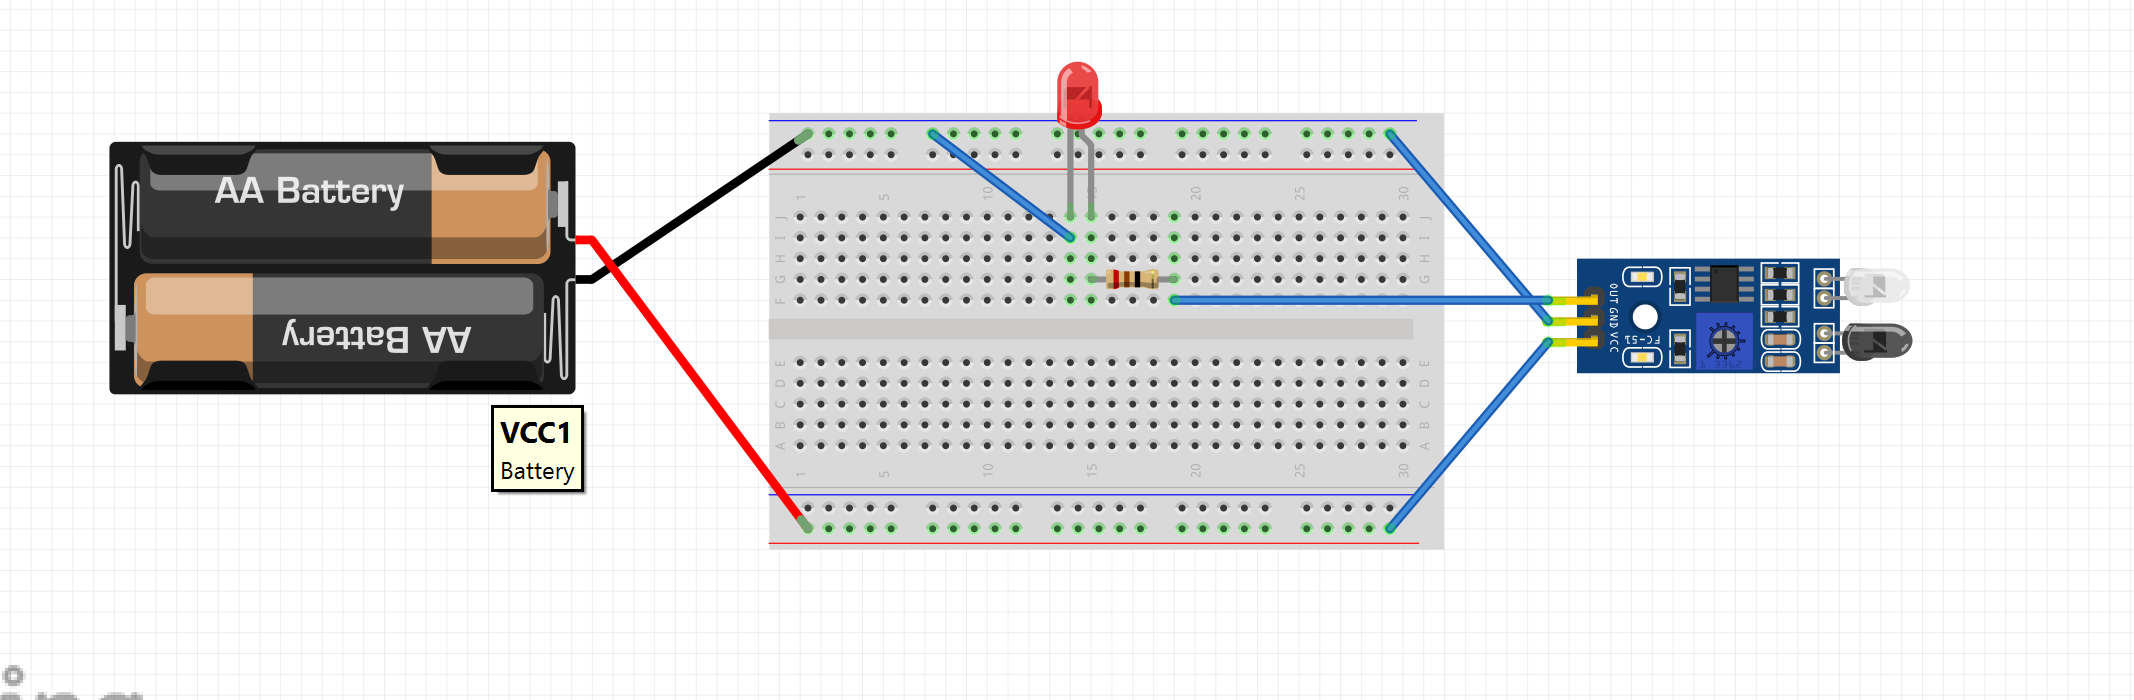 AA Battery
AA Battery
VCC1
Battery
1 5 10 15 20 25 30
J J
I I
H H
G G
F F
E E
D D
C C
B B
A A
1 5 10 15 20 25 30
OUT GND VCC
FC-51
ing